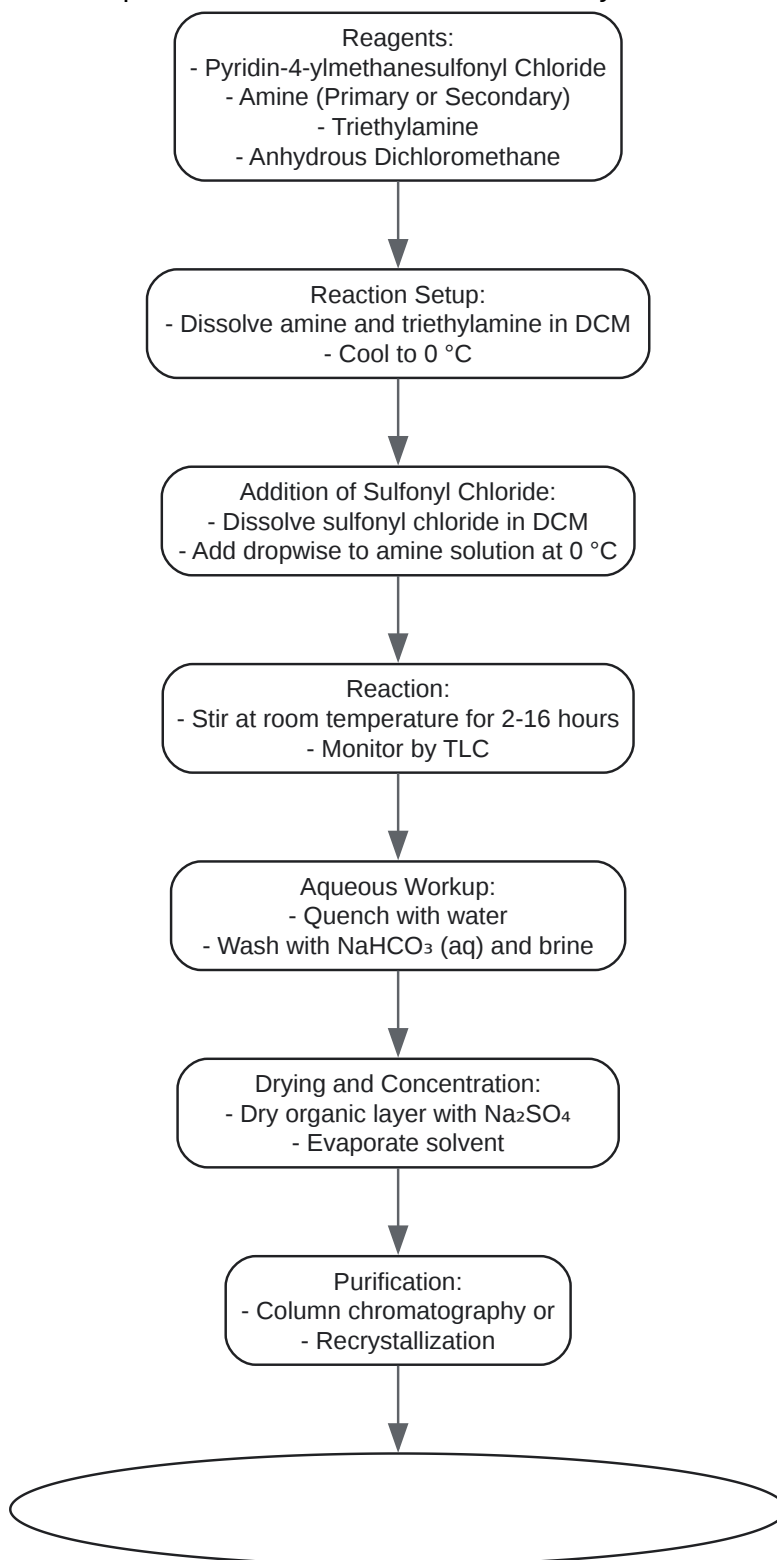 Reagents:
- Pyridin-4-ylmethanesulfonyl Chloride
- Amine (Primary or Secondary)
- Triethylamine
- Anhydrous Dichloromethane
Reaction Setup:
- Dissolve amine and triethylamine in DCM
- Cool to 0 °C
Addition of Sulfonyl Chloride:
- Dissolve sulfonyl chloride in DCM
- Add dropwise to amine solution at 0 °C
Reaction:
- Stir at room temperature for 2-16 hours
- Monitor by TLC
Aqueous Workup:
- Quench with water
- Wash with NaHCO₃ (aq) and brine
Drying and Concentration:
- Dry organic layer with Na₂SO₄
- Evaporate solvent
Purification:
- Column chromatography or
- Recrystallization